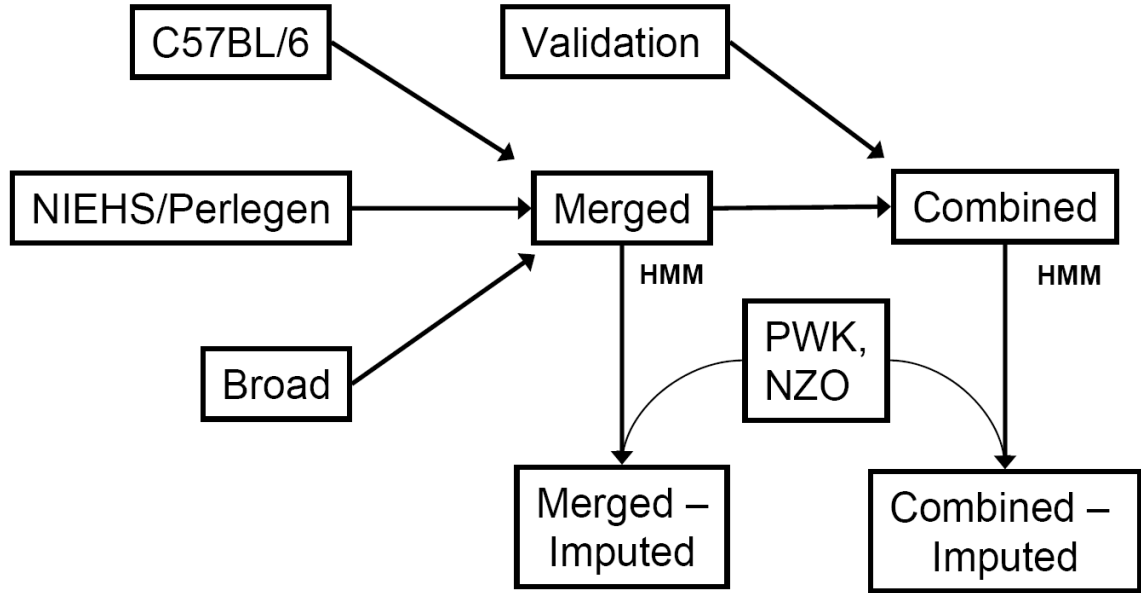 C57BL/6
Validation
NIEHS/Perlegen
Merged
Combined
HMM
HMM
Broad
PWK,
NZO
Merged –
Imputed
Combined –
Imputed